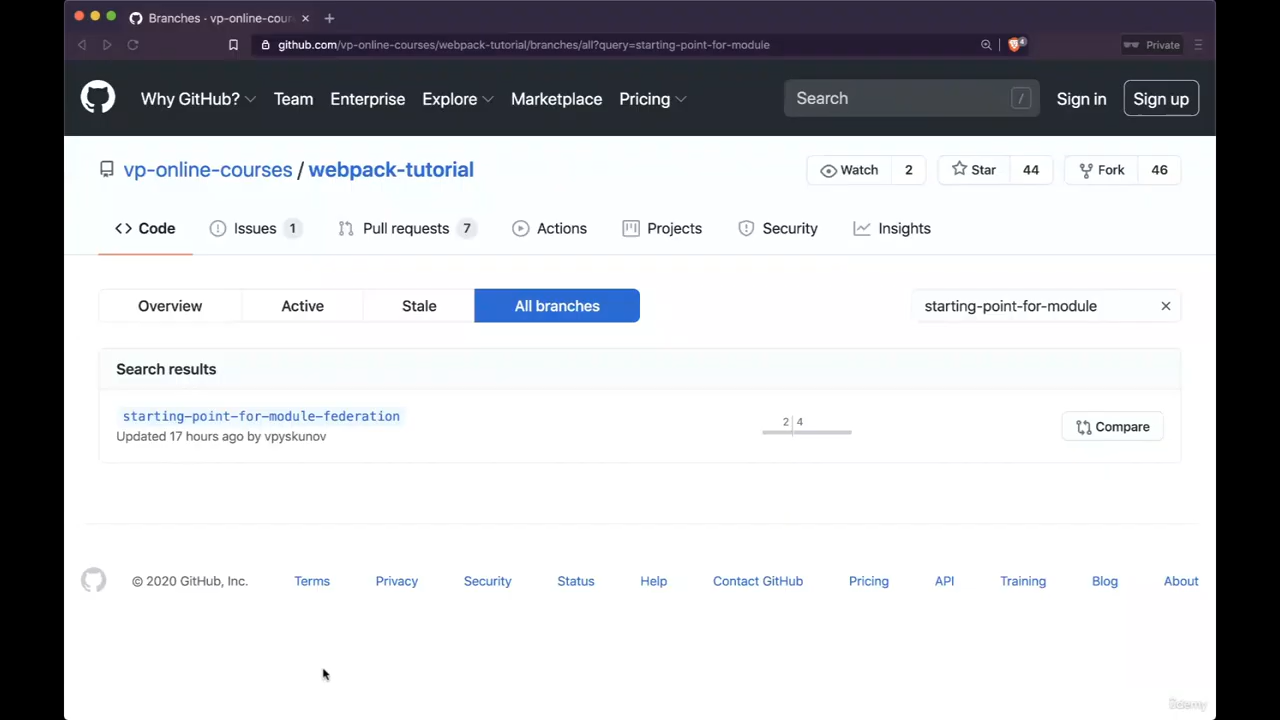 Branches · vp-online-cour
github.com/vp-online-courses/webpack-tutorial/branches/all?query=starting-point-for-module
4
Private
Why GitHub? Team Enterprise Explore Marketplace Pricing Search / Sign in Sign up
vp-online-courses / webpack-tutorial Watch 2 Star 44 Fork 46
Code Issues 1 Pull requests 7 Actions Projects Security Insights
Overview Active Stale All branches starting-point-for-module
Search results
starting-point-for-module-federation
Updated 17 hours ago by vpyskunov
2 4
Compare
© 2020 GitHub, Inc. Terms Privacy Security Status Help Contact GitHub Pricing API Training Blog About
Udemy